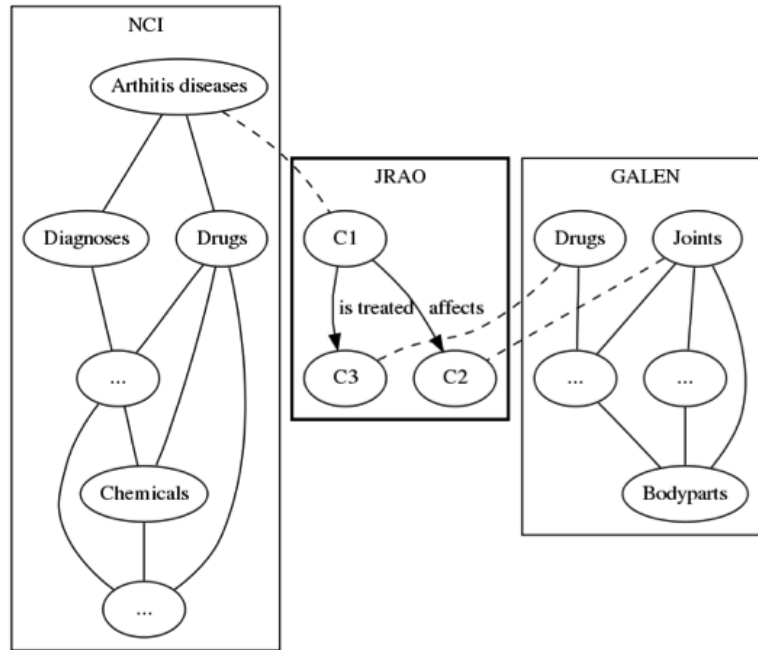 NCI
Arthitis diseases
Diagnoses
Drugs
...
Chemicals
...
JRAO
C1
is treated
affects
C3
C2
GALEN
Drugs
Joints
...
...
Bodyparts